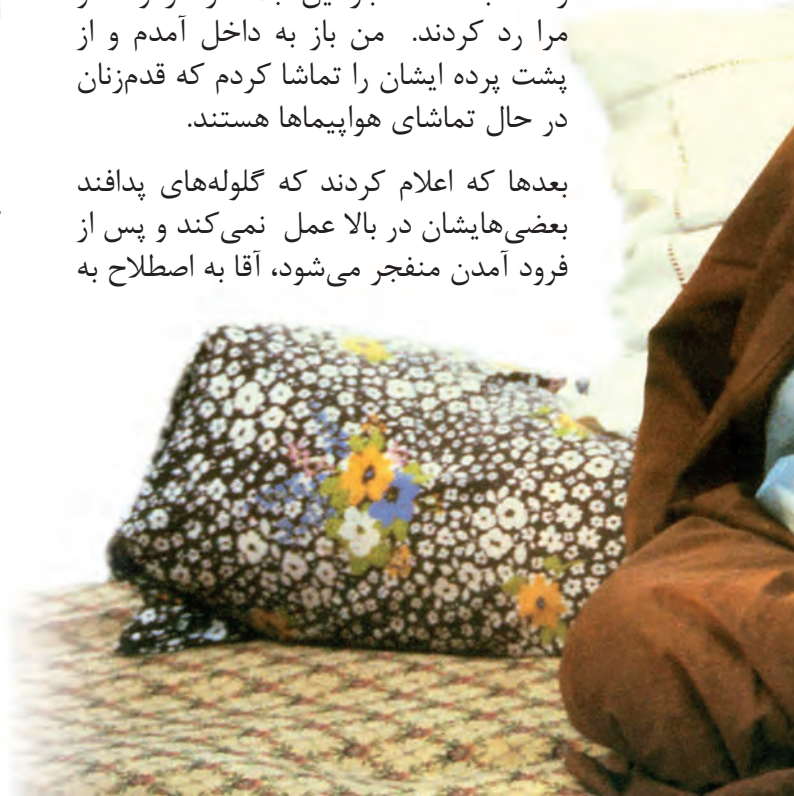 مرا رد کردند. من باز به داخل آمدم و از
پشت پرده ایشان را تماشا کردم که قدم‌زنان
در حال تماشای هواپیماها هستند.
بعدها که اعلام کردند که گلوله‌های پدافند
بعضی‌هایشان در بالا عمل نمی‌کند و پس از
فرود آمدن منفجر می‌شود، آقا به اصطلاح به